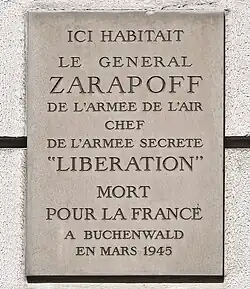 ICI HABITAIT
LE GENERAL
ZARAPOFF
DE L'ARMEE DE L'AIR
CHEF
DE L'ARMEE SECRETE
"LIBERATION"
MORT
POUR LA FRANCE
A BUCHENWALD
EN MARS 1945